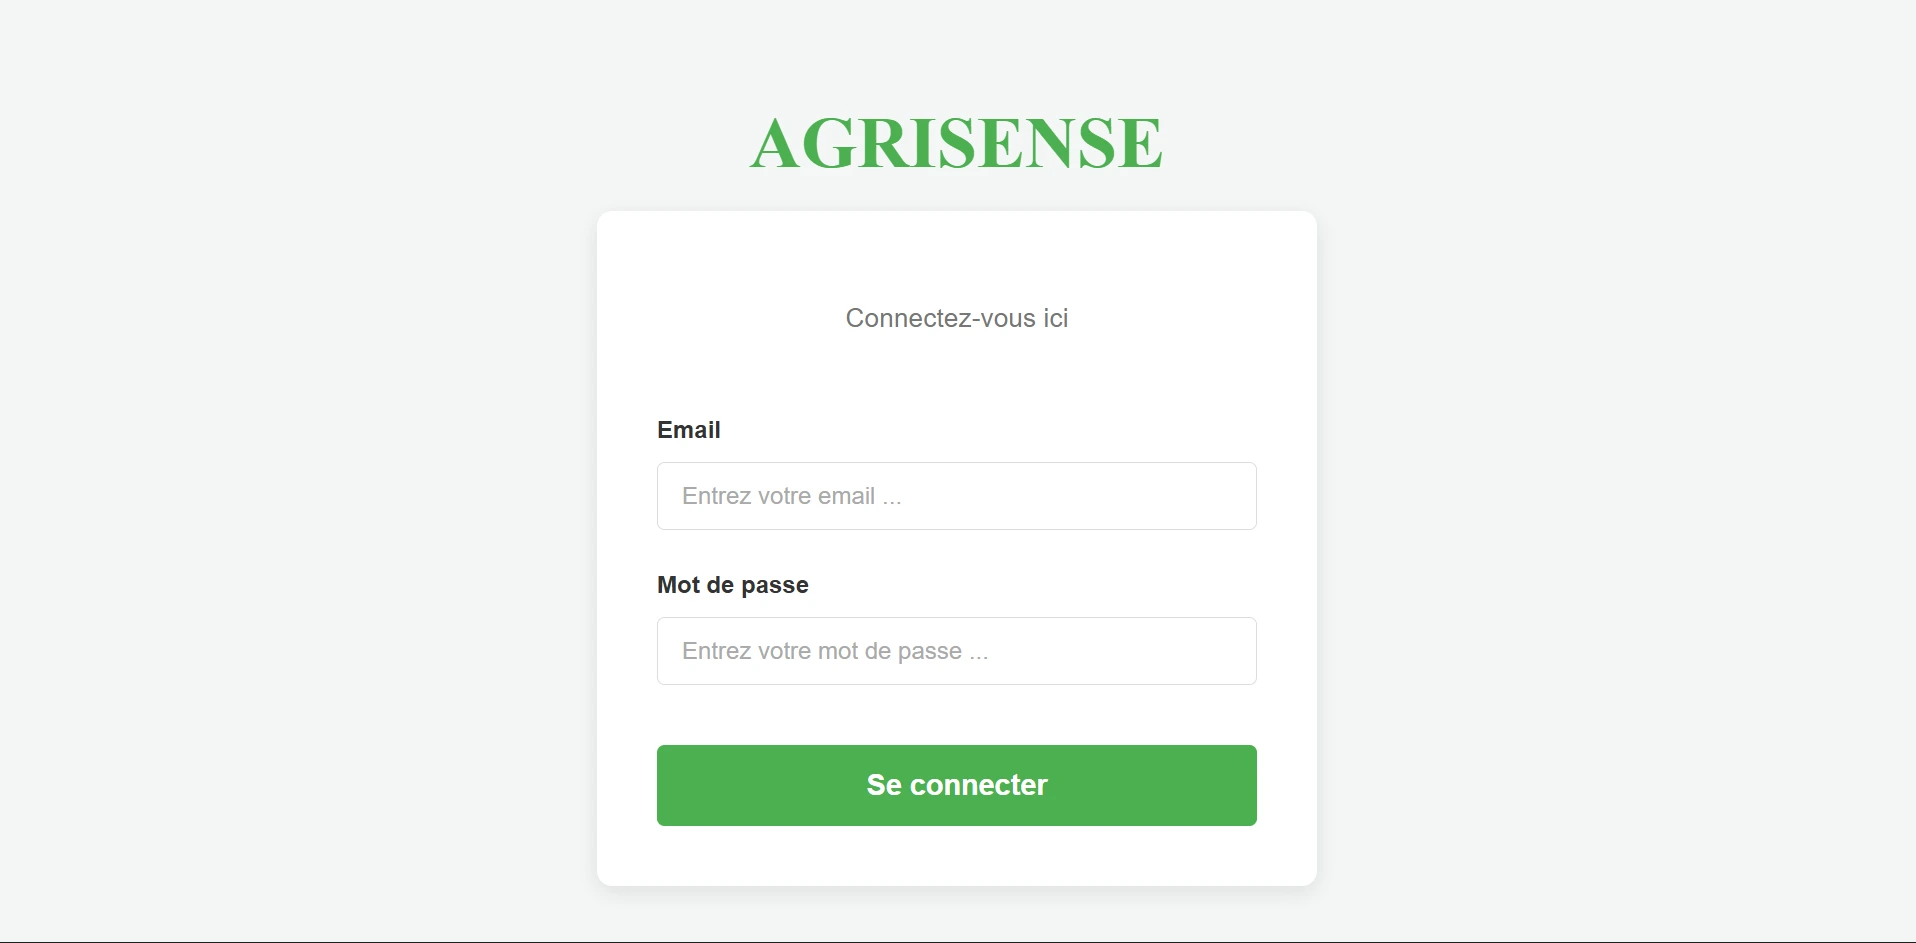 AGRISENSE
Connectez-vous ici
Email
Entrez votre email ...
Mot de passe
Entrez votre mot de passe ...
Se connecter